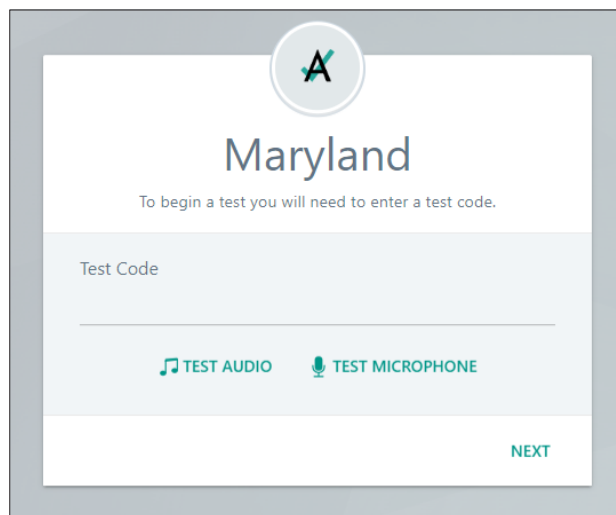 A
Maryland
To begin a test you will need to enter a test code.
Test Code
TEST AUDIO TEST MICROPHONE
NEXT